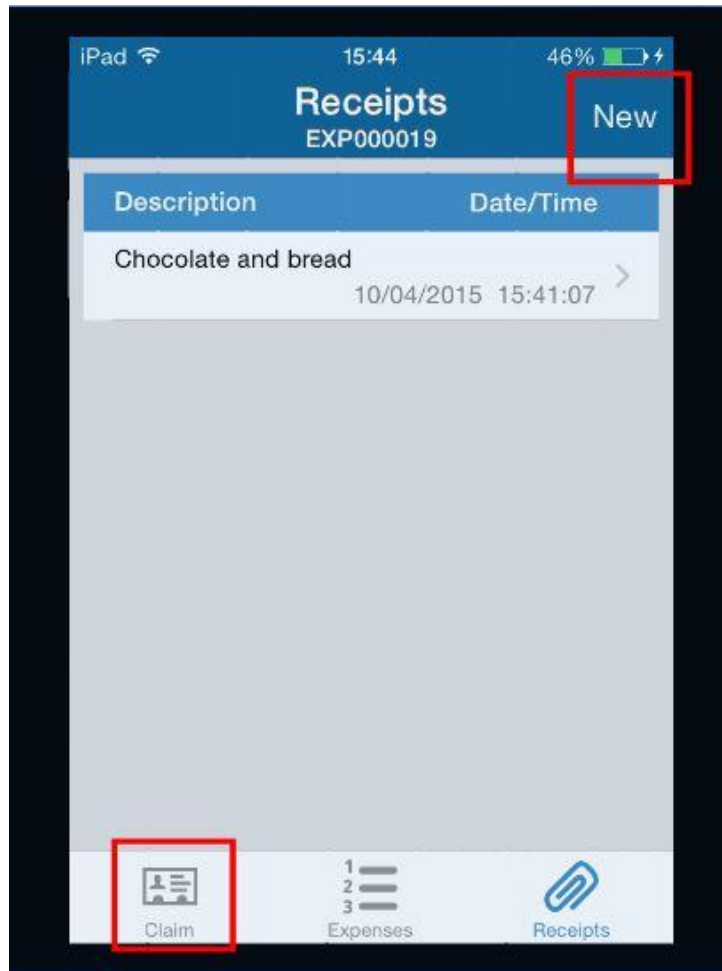 iPad 15:44 46%
Receipts
New
EXP000019
Description Date/Time
Chocolate and bread
10/04/2015 15:41:07
1
2
3
Claim Expenses Receipts